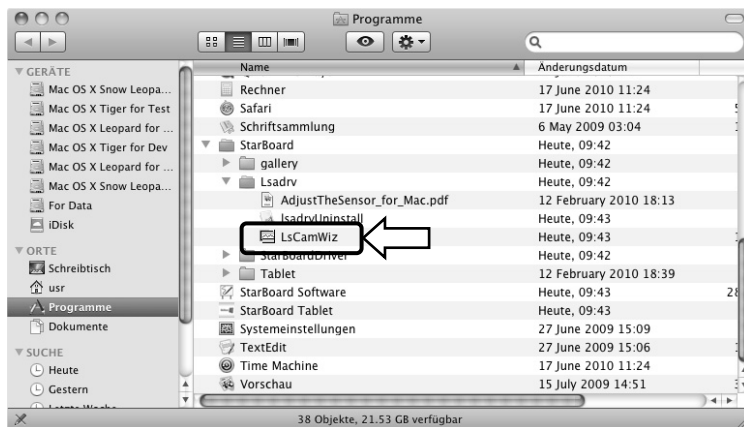 Programme
GERÄTE
Mac OS X Snow Leopa...
Mac OS X Tiger for Test
Mac OS X Leopard for ...
Mac OS X Tiger for Dev
Mac OS X Leopard for ...
Mac OS X Snow Leopa...
For Data
iDisk
ORTE
Schreibtisch
usr
Programme
Dokumente
SUCHE
Heute
Gestern
Letzte Woche
Name Änderungsdatum
Rechner 17 June 2010 11:24
Safari 17 June 2010 11:24
Schriftsammlung 6 May 2009 03:04
StarBoard Heute, 09:42
gallery Heute, 09:42
Lsadrv Heute, 09:42
AdjustTheSensor_for_Mac.pdf 12 February 2010 18:13
lsadrvUninstall Heute, 09:43
LsCamWiz Heute, 09:43
StarBoardDriver Heute, 09:42
Tablet 12 February 2010 18:39
StarBoard Software Heute, 09:43 28
StarBoard Tablet Heute, 09:43
Systemeinstellungen 27 June 2009 15:09
TextEdit 27 June 2009 15:06
Time Machine 17 June 2010 11:24
Vorschau 15 July 2009 14:51
38 Objekte, 21.53 GB verfügbar